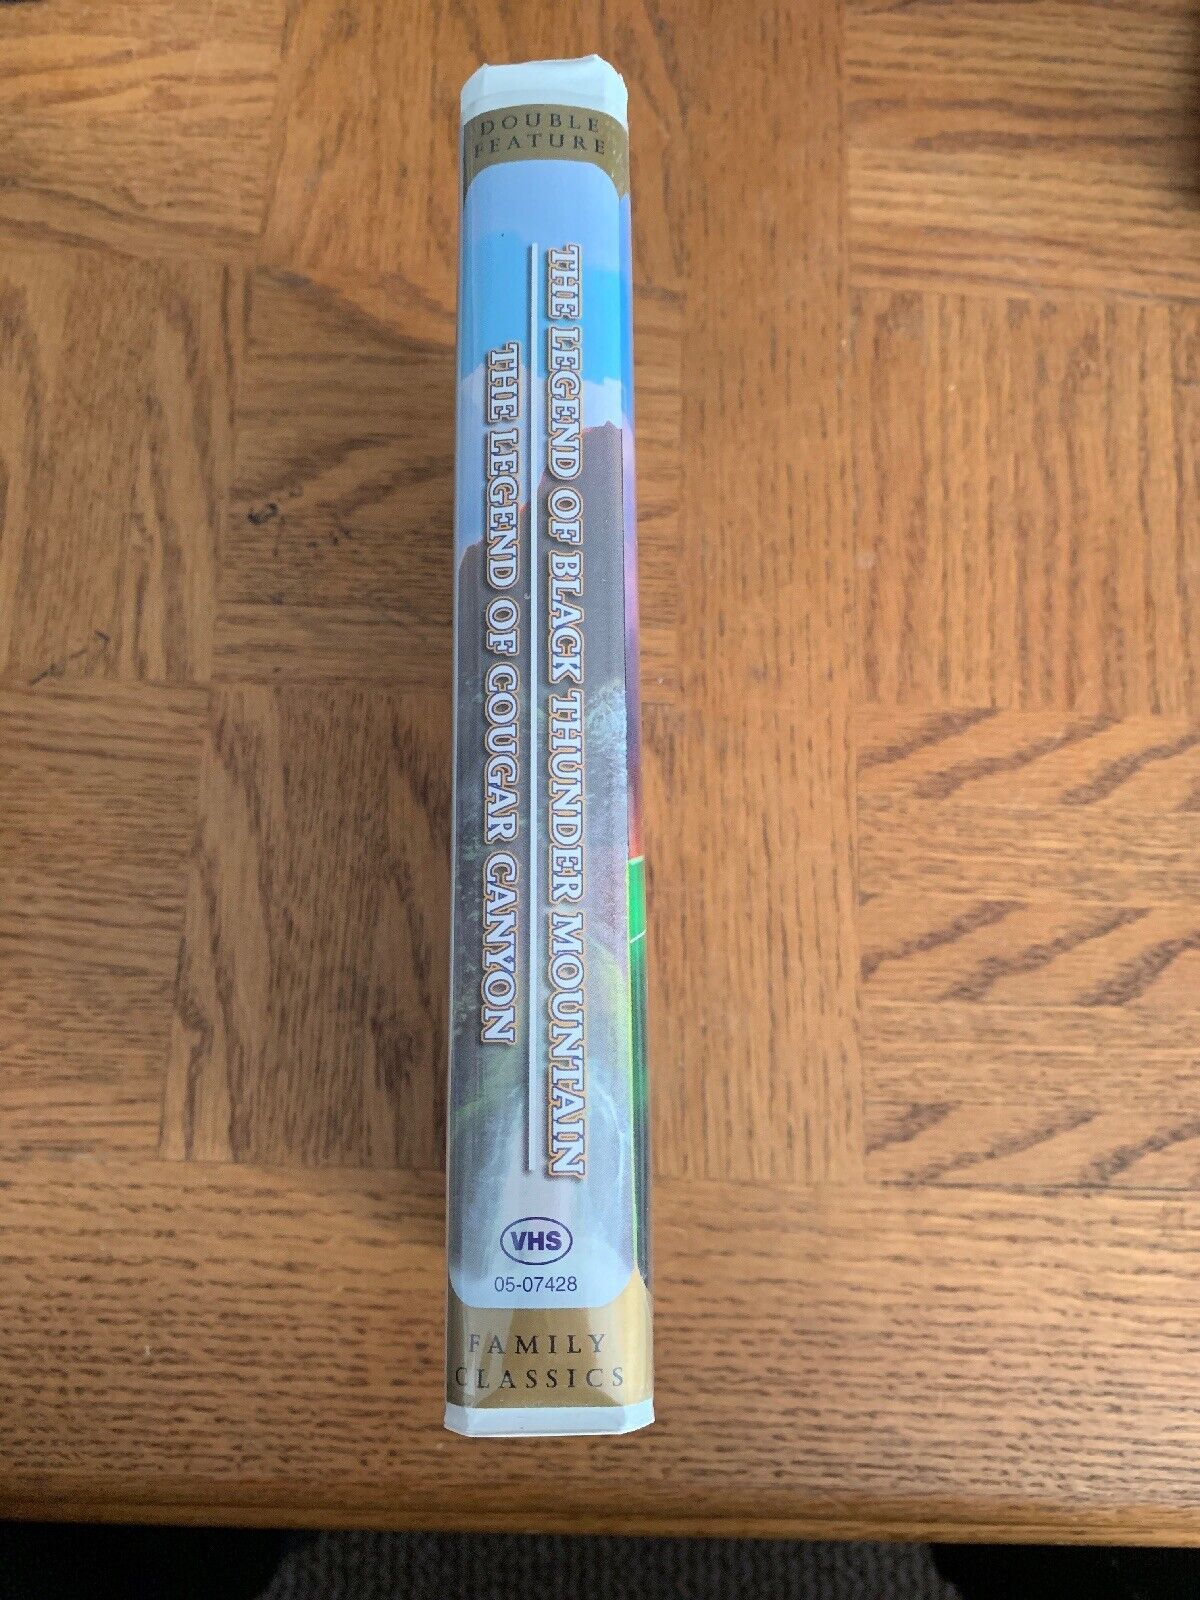 DOUBLE
FEATURE
THE LEGEND OF BLACK THUNDER MOUNTAIN
THE LEGEND OF COUGAR CANYON
VHS
05-07428
FAMILY
CLASSICS